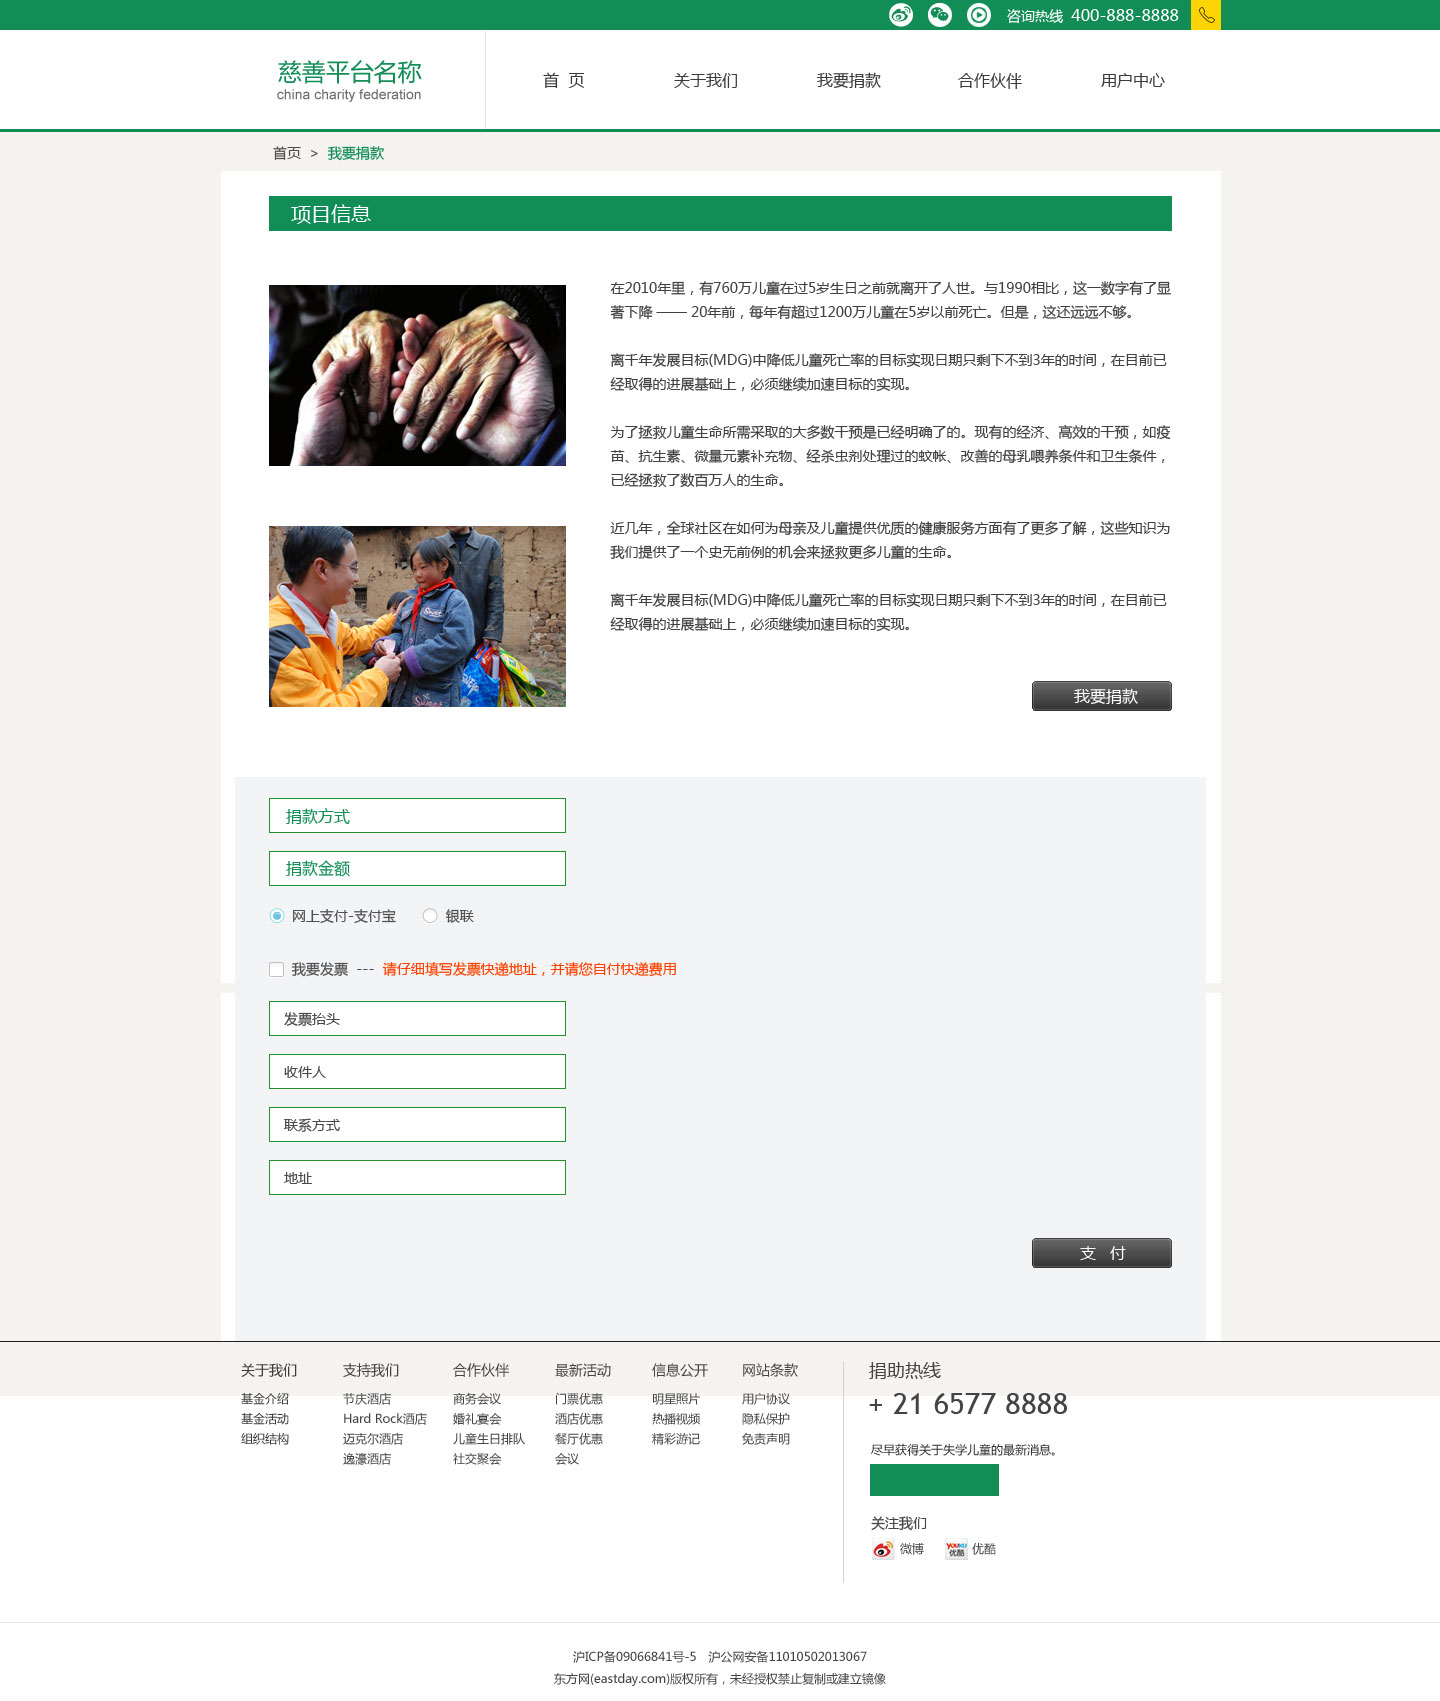 咨询热线 400-888-8888
慈善平台名称
china charity federation
首 页 关于我们 我要捐款 合作伙伴 用户中心
首页 > 我要捐款
项目信息
在2010年里，有760万儿童在过5岁生日之前就离开了人世。与1990相比，这一数字有了显
著下降 —— 20年前，每年有超过1200万儿童在5岁以前死亡。但是，这还远远不够。
离千年发展目标(MDG)中降低儿童死亡率的目标实现日期只剩下不到3年的时间，在目前已
经取得的进展基础上，必须继续加速目标的实现。
为了拯救儿童生命所需采取的大多数干预是已经明确了的。现有的经济、高效的干预，如疫
苗、抗生素、微量元素补充物、经杀虫剂处理过的蚊帐、改善的母乳喂养条件和卫生条件，
已经拯救了数百万人的生命。
近几年，全球社区在如何为母亲及儿童提供优质的健康服务方面有了更多了解，这些知识为
我们提供了一个史无前例的机会来拯救更多儿童的生命。
离千年发展目标(MDG)中降低儿童死亡率的目标实现日期只剩下不到3年的时间，在目前已
经取得的进展基础上，必须继续加速目标的实现。
我要捐款
捐款方式
捐款金额
网上支付-支付宝 银联
我要发票 --- 请仔细填写发票快递地址，并请您自付快递费用
发票抬头
收件人
联系方式
地址
支 付
关于我们 支持我们 合作伙伴 最新活动 信息公开 网站条款
基金介绍 节庆酒店 商务会议 门票优惠 明星照片 用户协议
基金活动 Hard Rock酒店 婚礼宴会 酒店优惠 热播视频 隐私保护
组织结构 迈克尔酒店 儿童生日排队 餐厅优惠 精彩游记 免责声明
逸濠酒店 社交聚会 会议
捐助热线
+ 21 6577 8888
尽早获得关于失学儿童的最新消息。
关注我们
微博 YOUKU 优酷 优酷
沪ICP备09066841号-5 沪公网安备11010502013067
东方网(eastday.com)版权所有，未经授权禁止复制或建立镜像